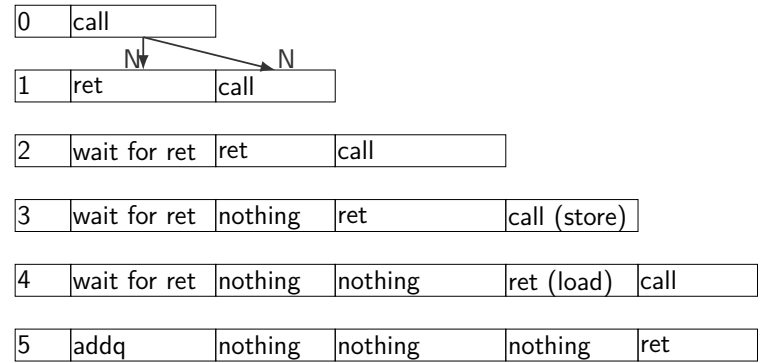 0 call
N N
1 ret call
2 wait for ret ret call
3 wait for ret nothing ret call (store)
4 wait for ret nothing nothing ret (load) call
5 addq nothing nothing nothing ret